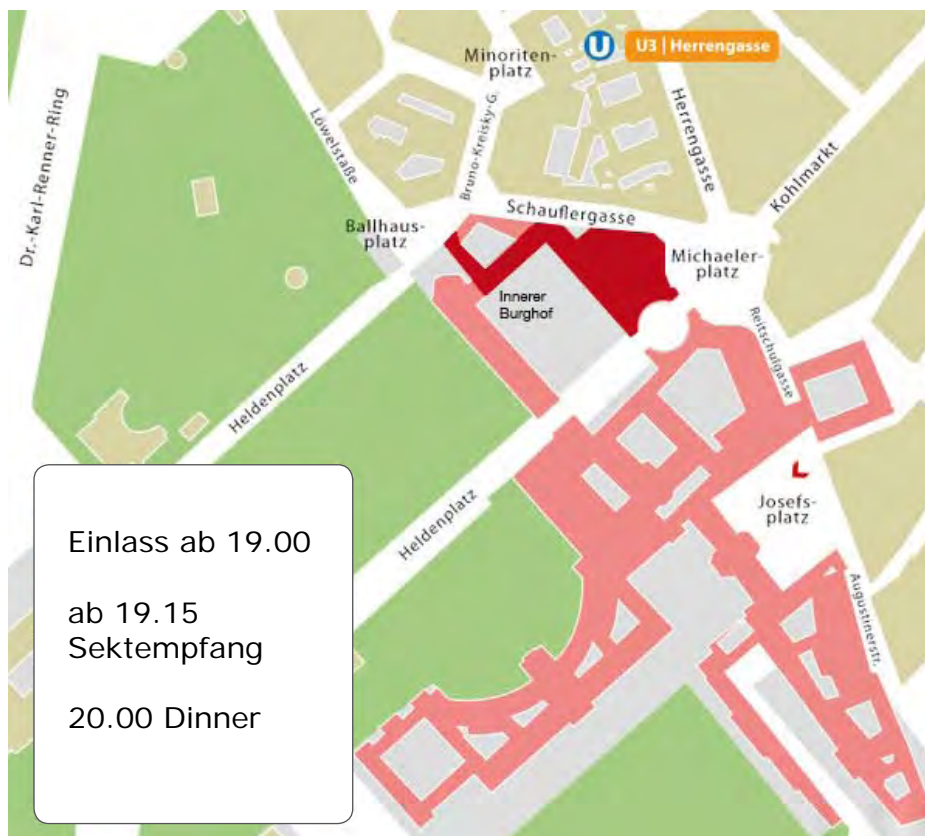 U
U3 | Herrengasse
Minoriten-
platz
Dr.-Karl-Renner-Ring
Löwelstaße
Bruno-Kreisky-G.
Herrengasse
Kohlmarkt
Schauflergasse
Ballhaus-
platz
Michaeler-
platz
Innerer
Burghof
Reitschulgasse
Heldenplatz
Heldenplatz
Josefs-
platz
Augustinerstr.
Einlass ab 19.00
ab 19.15
Sektempfang
20.00 Dinner